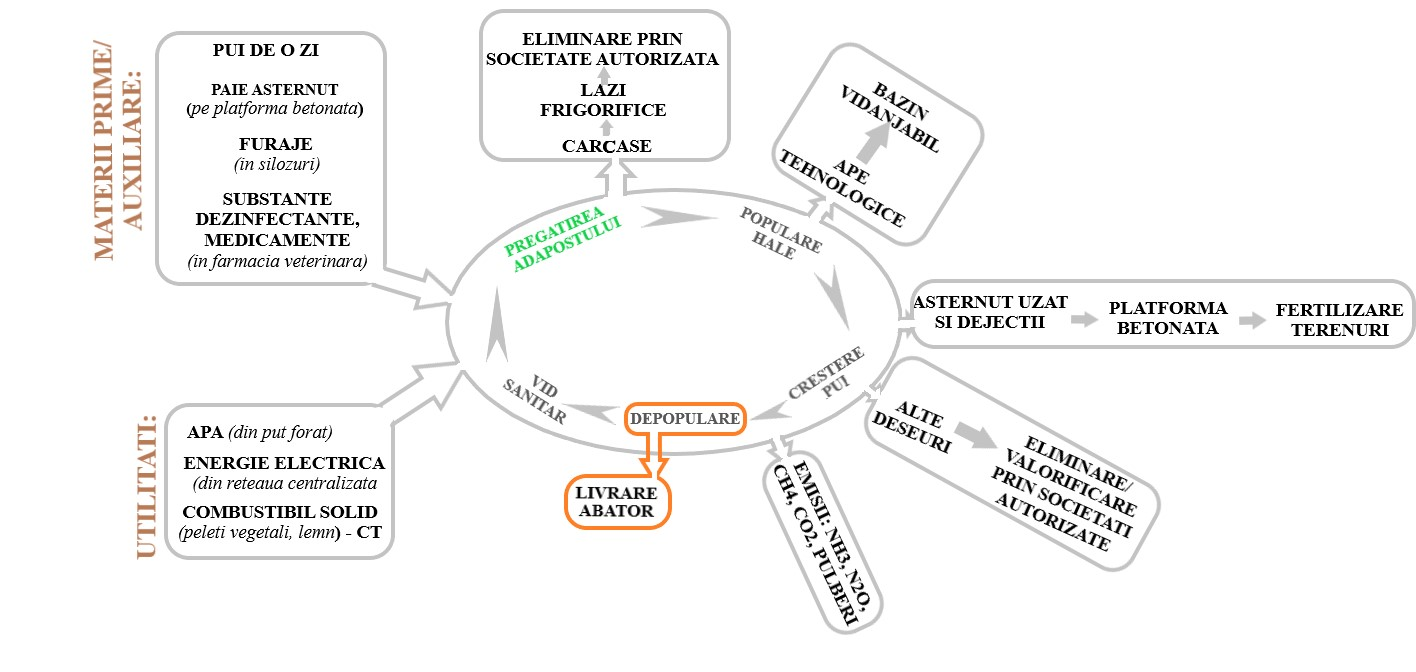 MATERII PRIME/
AUXILIARE:
PUI DE O ZI
PAIE ASTERNUT
(pe platforma betonata)
FURAJE
(in silozuri)
SUBSTANTE
DEZINFECTANTE,
MEDICAMENTE
(in farmacia veterinara)
UTILITATI:
APA (din put forat)
ENERGIE ELECTRICA
(din reteaua centralizata
COMBUSTIBIL SOLID
(peleti vegetali, lemn) - CT
ELIMINARE PRIN
SOCIETATE AUTORIZATA
LAZI
FRIGORIFICE
CARCASE
BAZIN
VIDANJABIL
APE
TEHNOLOGICE
PREGATIREA
ADAPOSTULUI
POPULARE
HALE
CRESTERE
PUI
DEPOPULARE
VID
SANITAR
LIVRARE
ABATOR
ASTERNUT UZAT
SI DEJECTII
PLATFORMA
BETONATA
FERTILIZARE
TERENURI
ALTE
DESEURI
ELIMINARE/
VALORIFICARE
PRIN SOCIETATI
AUTORIZATE
EMISII: NH3, N2O,
CH4, CO2, PULBERI